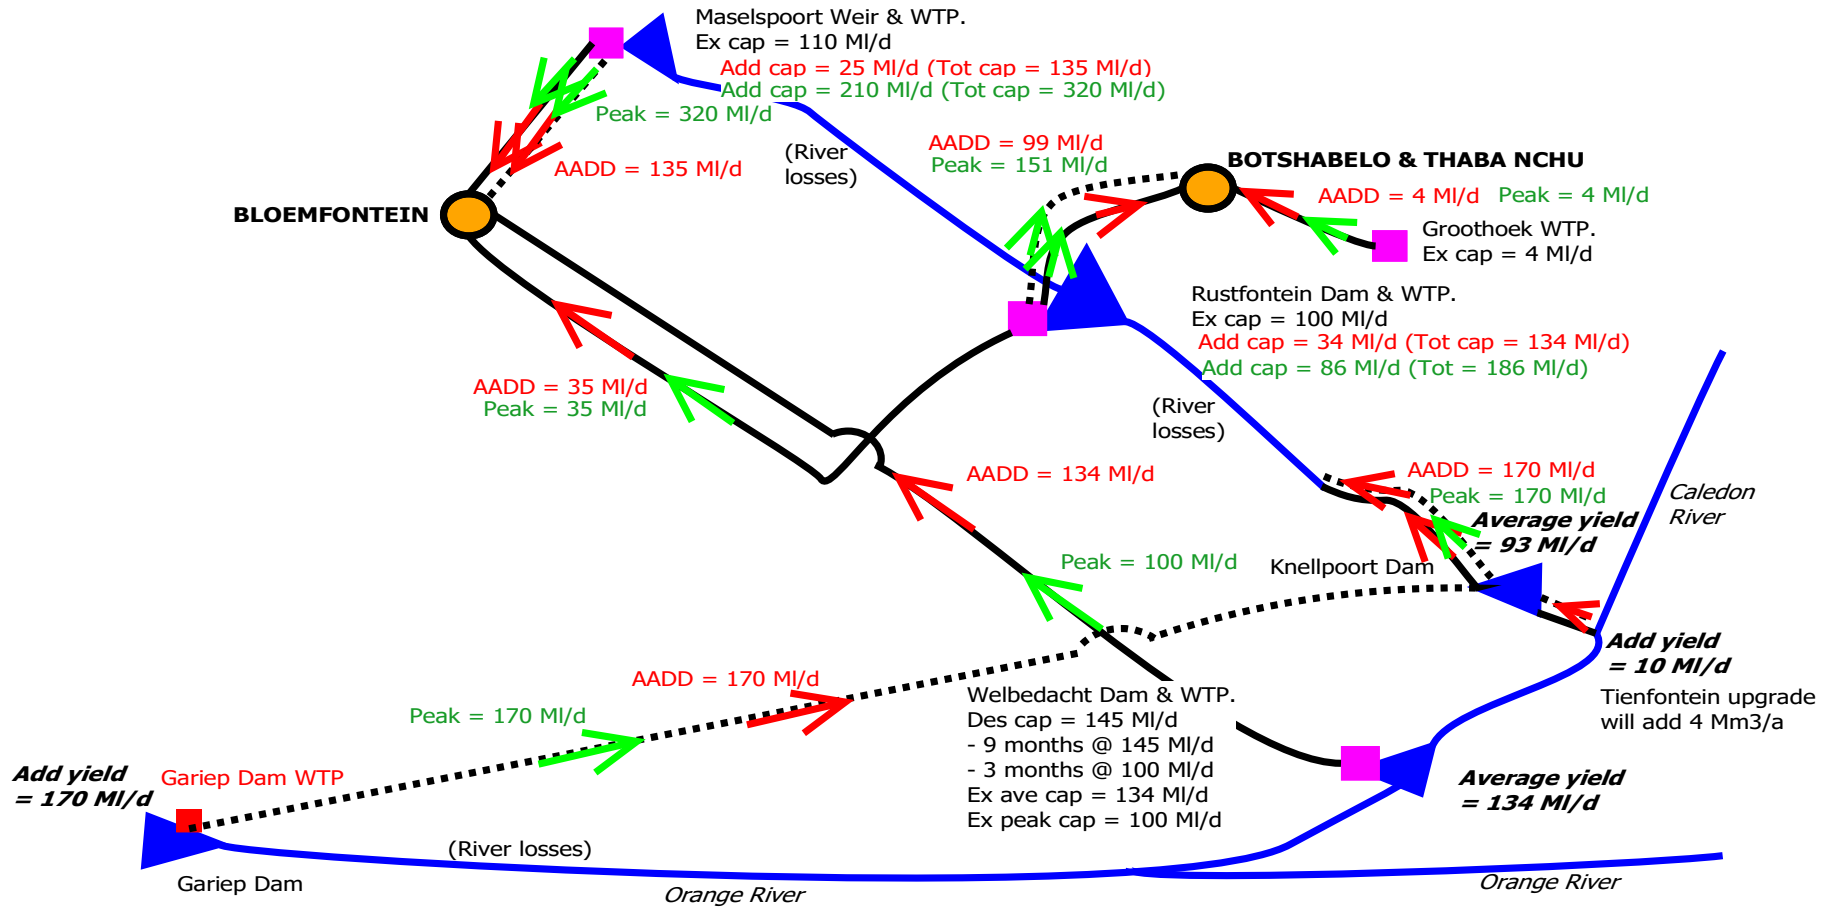 Maselspoort Weir & WTP.
Ex cap = 110 Ml/d
Add cap = 25 Ml/d (Tot cap = 135 Ml/d)
Add cap = 210 Ml/d (Tot cap = 320 Ml/d)
Peak = 320 Ml/d
AADD = 135 Ml/d
(River
losses)
AADD = 99 Ml/d
Peak = 151 Ml/d
BOTSHABELO & THABA NCHU
AADD = 4 Ml/d
Peak = 4 Ml/d
Groothoek WTP.
Ex cap = 4 Ml/d
BLOEMFONTEIN
Rustfontein Dam & WTP.
Ex cap = 100 Ml/d
Add cap = 34 Ml/d (Tot cap = 134 Ml/d)
Add cap = 86 Ml/d (Tot = 186 Ml/d)
AADD = 35 Ml/d
Peak = 35 Ml/d
(River
losses)
AADD = 134 Ml/d
AADD = 170 Ml/d
Peak = 170 Ml/d
Average yield
= 93 Ml/d
Caledon
River
Peak = 100 Ml/d
Knellpoort Dam
Add yield
= 10 Ml/d
Tienfontein upgrade
will add 4 Mm3/a
AADD = 170 Ml/d
Peak = 170 Ml/d
Welbedacht Dam & WTP.
Des cap = 145 Ml/d
- 9 months @ 145 Ml/d
- 3 months @ 100 Ml/d
Ex ave cap = 134 Ml/d
Ex peak cap = 100 Ml/d
Average yield
= 134 Ml/d
Add yield
= 170 Ml/d
Gariep Dam WTP
(River losses)
Gariep Dam
Orange River
Orange River